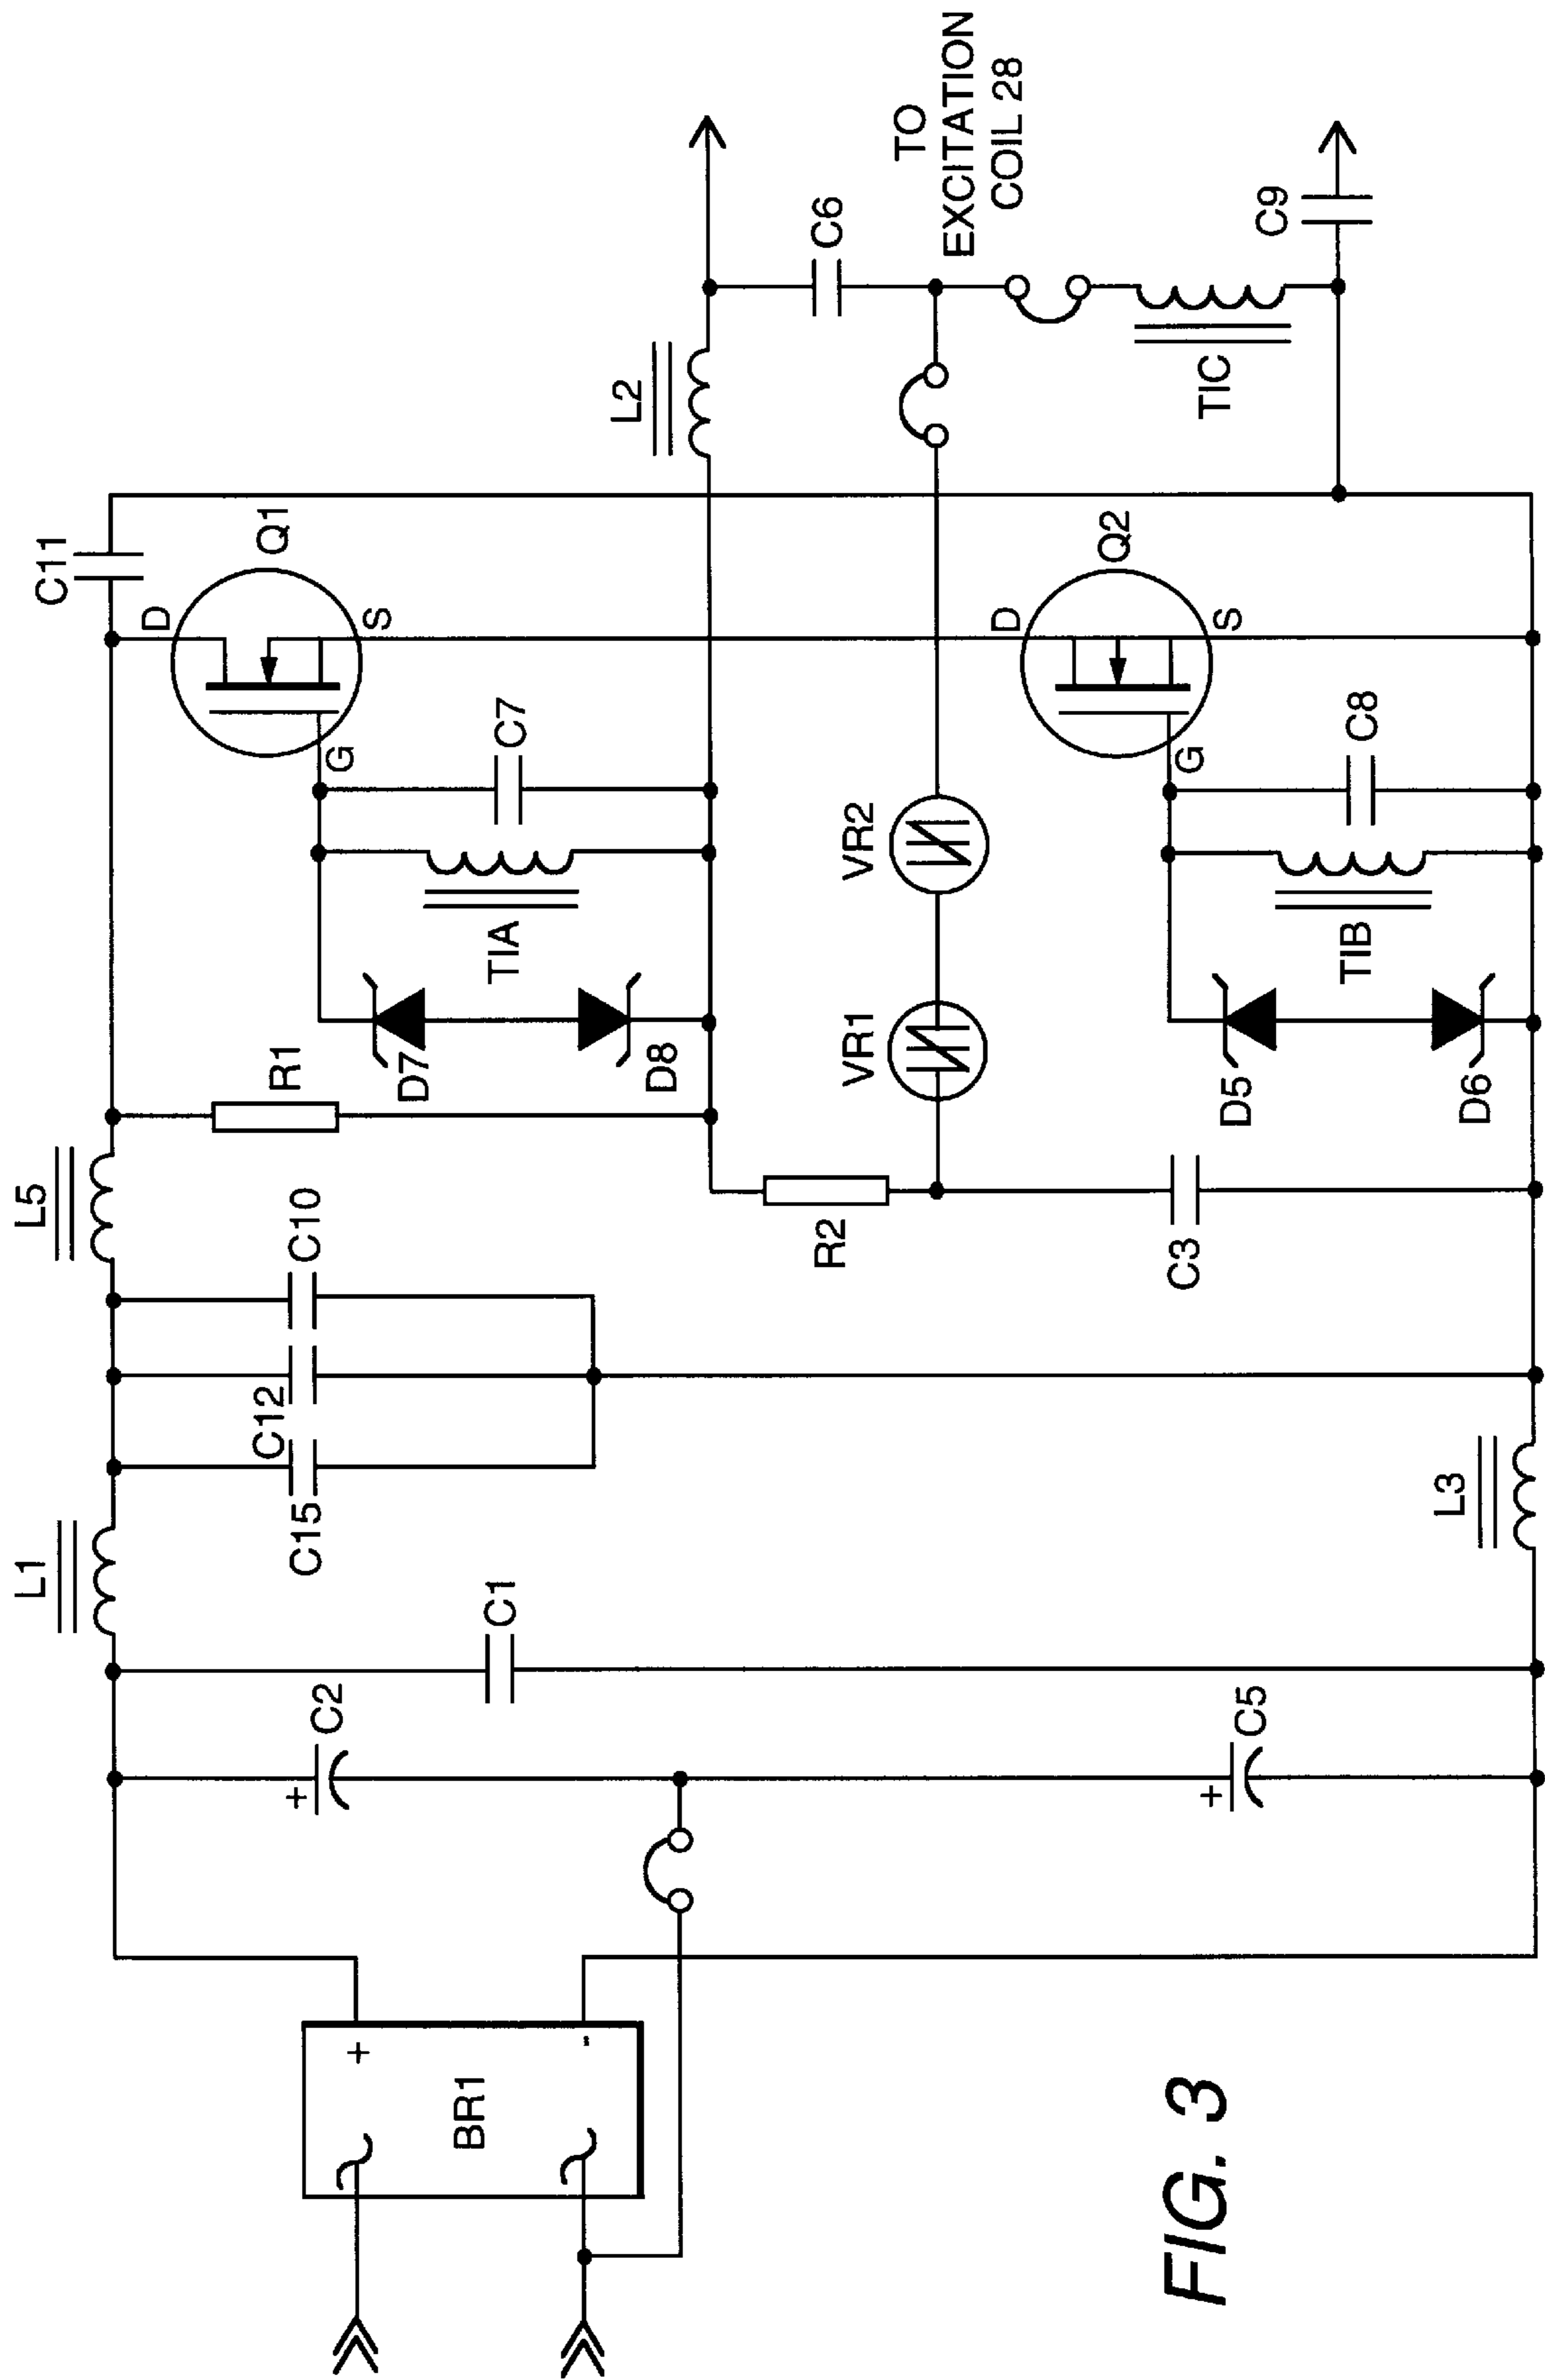 L1
L5
C11
C2
+
C1
C15
C12
C10
R1
D7
D8
TIA
C7
G
D
S
Q1
L2
TO
EXCITATION
COIL 28
C6
BR1
+
-
R2
VR1
VR2
TIC
C9
C5
+
L3
C3
D5
D6
TIB
C8
G
D
S
Q2
FIG. 3